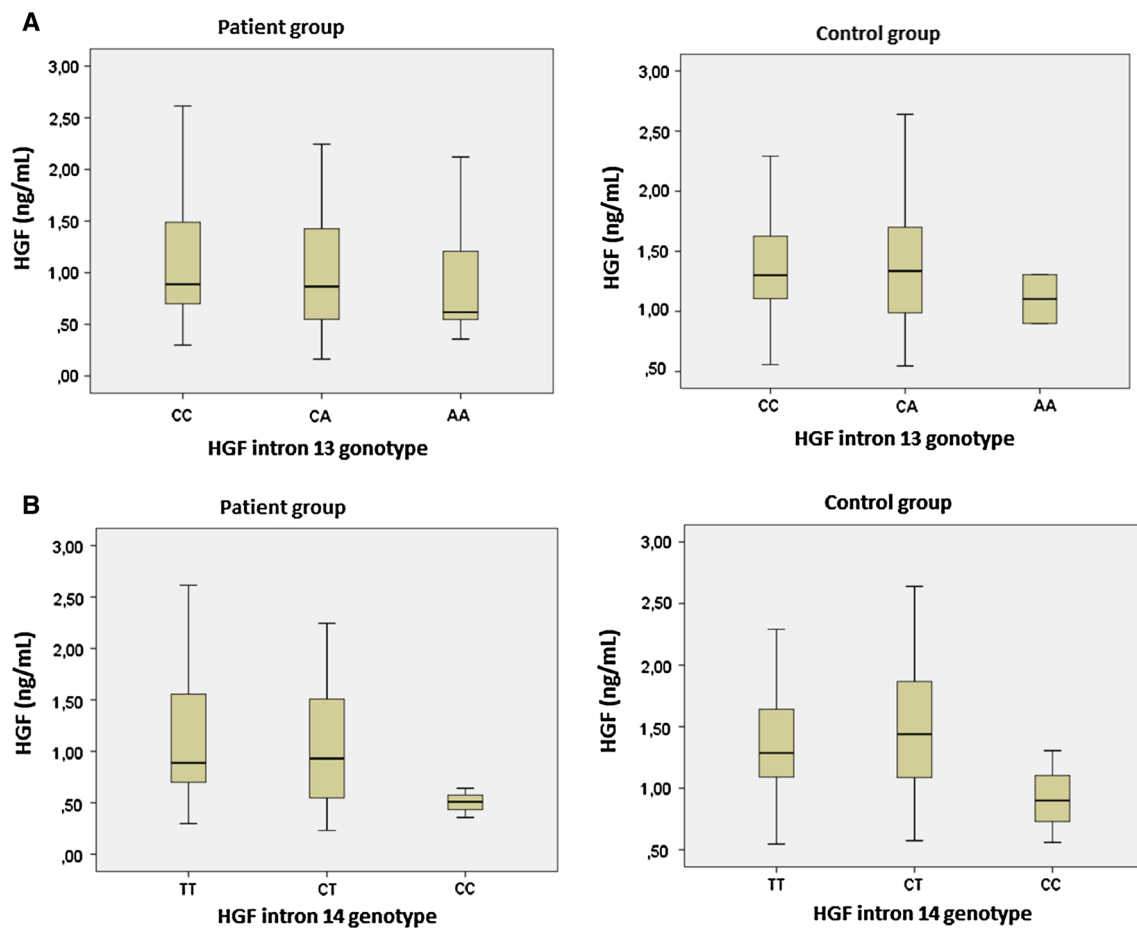 A
Patient group
HGF (ng/mL)
3,00
2,50
2,00
1,50
1,00
,50
,00
CC CA AA
HGF intron 13 gonotype
Control group
HGF (ng/mL)
3,00
2,50
2,00
1,50
1,00
,50
CC CA AA
HGF intron 13 gonotype
B
Patient group
HGF (ng/mL)
3,00
2,50
2,00
1,50
1,00
,50
,00
TT CT CC
HGF intron 14 genotype
Control group
HGF (ng/mL)
3,00
2,50
2,00
1,50
1,00
,50
TT CT CC
HGF intron 14 genotype